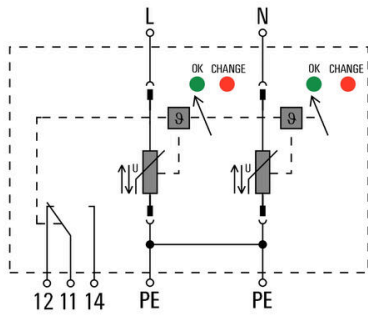 L N
OK CHANGE OK CHANGE
ϑ ϑ
U U
12 11 14 PE PE